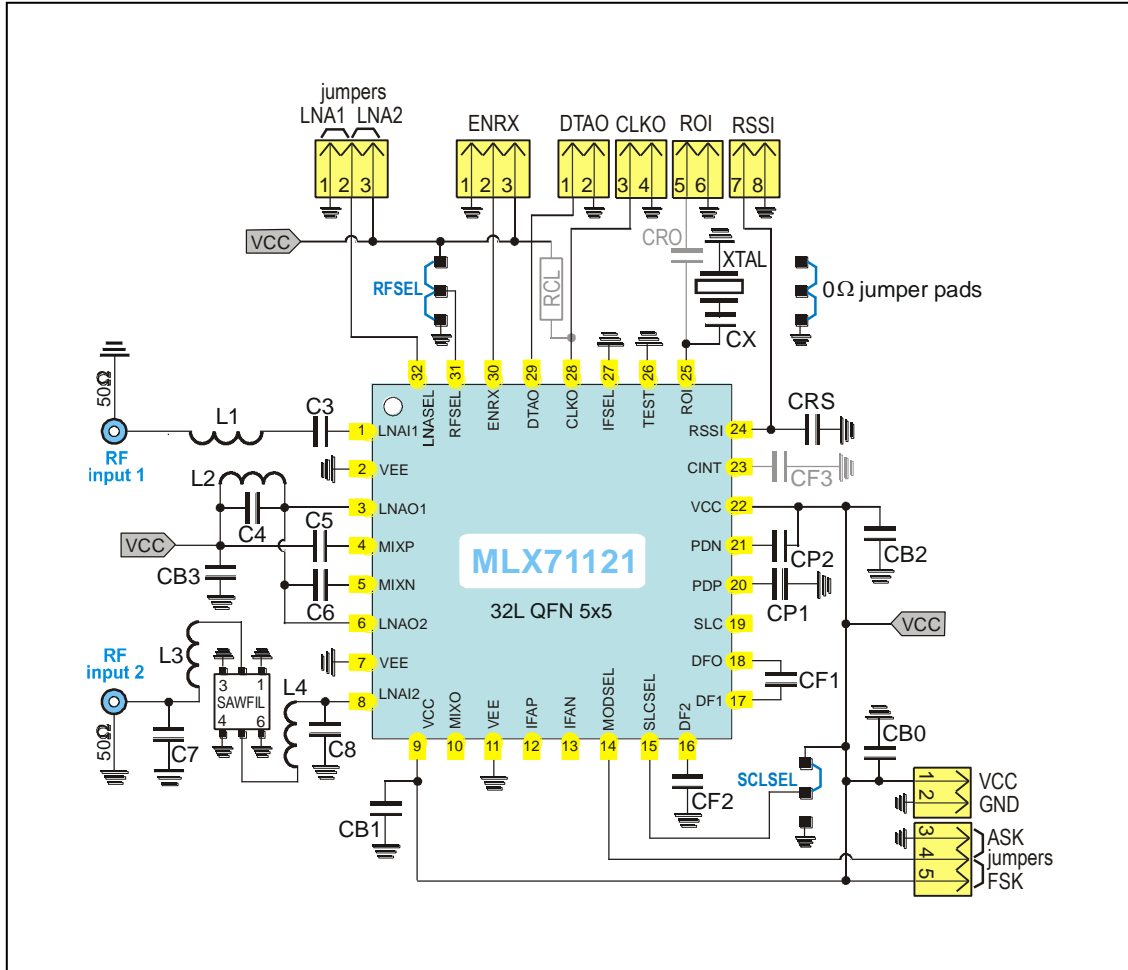 jumpers
LNA1 LNA2
ENRX
DTAO CLKO ROI RSSI
1 2 3
1 2 3
1 2
3 4
5 6
7 8
VCC
CRO
XTAL
RFSEL
RCL
0Ω jumper pads
CX
32 31 30 29 28 27 26 25
LNASEL RFSEL ENRX DTAO CLKO IFSEL TEST ROI
50Ω
L1
C3
RF
input 1
1 LNAI1
2 VEE
L2
3 LNAO1
C4
C5
VCC
4 MIXP
CB3
5 MIXN
C6
6 LNAO2
7 VEE
RF
input 2
L3
3 1
SAWFIL
4 6
L4
8 LNAI2
50Ω
C7
C8
MLX71121
32L QFN 5x5
RSSI 24
CRS
CINT 23
CF3
VCC 22
PDN 21
CP2
CB2
PDP 20
CP1
SLC 19
VCC
DFO 18
CF1
DF1 17
VCC MIXO VEE IFAP IFAN MODSEL SLCSEL DF2
9 10 11 12 13 14 15 16
CB1
CF2
SCLSEL
CB0
1 VCC
2 GND
3 ASK
4 jumpers
5 FSK